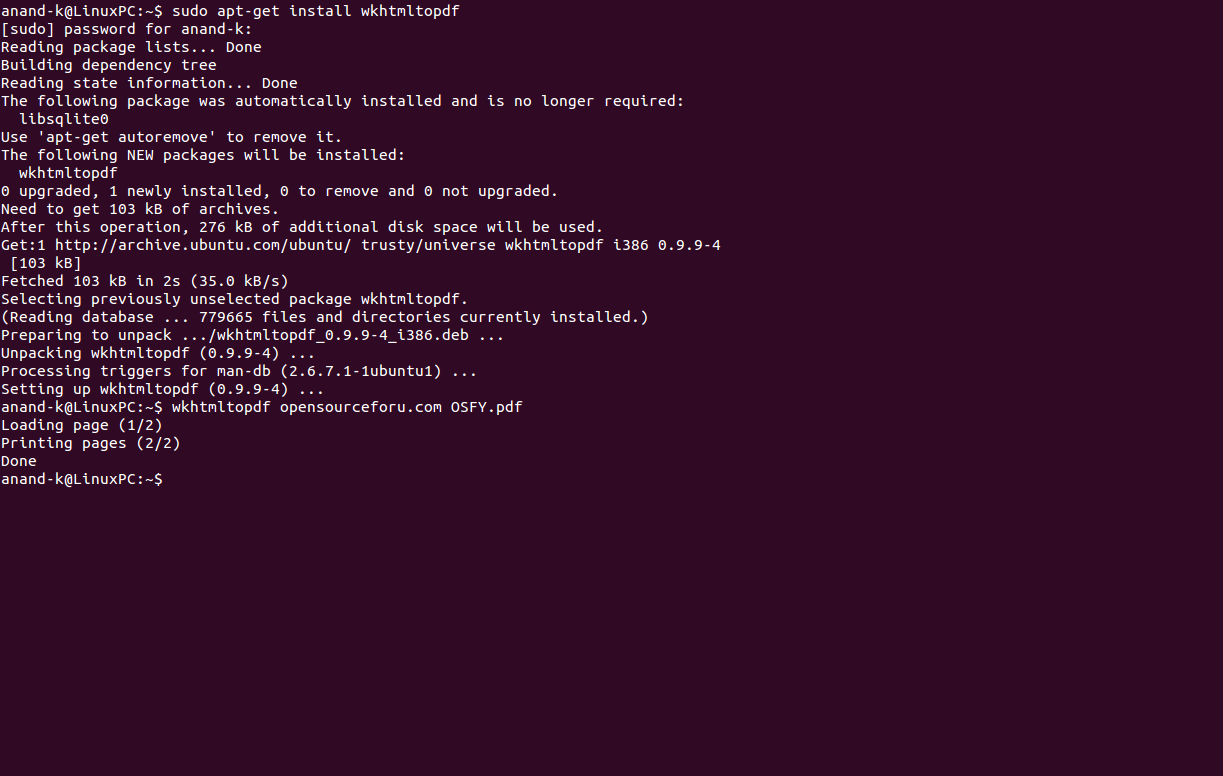 anand-k@LinuxPC:~$ sudo apt-get install wkhtmltopdf
[sudo] password for anand-k:
Reading package lists... Done
Building dependency tree
Reading state information... Done
The following package was automatically installed and is no longer required:
  libsqlite0
Use 'apt-get autoremove' to remove it.
The following NEW packages will be installed:
  wkhtmltopdf
0 upgraded, 1 newly installed, 0 to remove and 0 not upgraded.
Need to get 103 kB of archives.
After this operation, 276 kB of additional disk space will be used.
Get:1 http://archive.ubuntu.com/ubuntu/ trusty/universe wkhtmltopdf i386 0.9.9-4
 [103 kB]
Fetched 103 kB in 2s (35.0 kB/s)
Selecting previously unselected package wkhtmltopdf.
(Reading database ... 779665 files and directories currently installed.)
Preparing to unpack .../wkhtmltopdf_0.9.9-4_i386.deb ...
Unpacking wkhtmltopdf (0.9.9-4) ...
Processing triggers for man-db (2.6.7.1-1ubuntu1) ...
Setting up wkhtmltopdf (0.9.9-4) ...
anand-k@LinuxPC:~$ wkhtmltopdf opensourceforu.com OSFY.pdf
Loading page (1/2)
Printing pages (2/2)
Done
anand-k@LinuxPC:~$